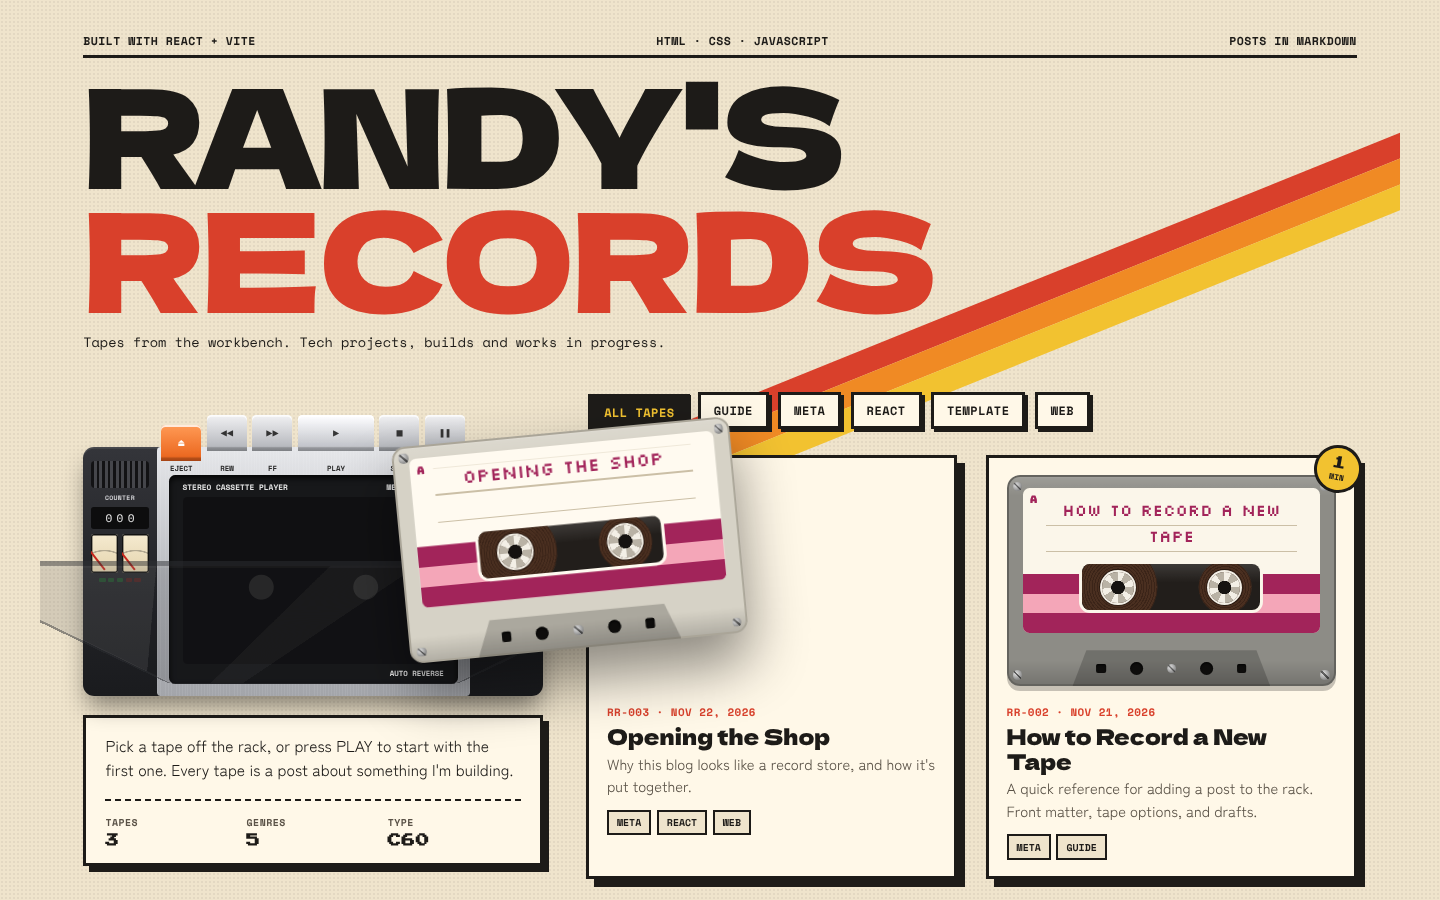 BUILT WITH REACT + VITE
HTML · CSS · JAVASCRIPT
POSTS IN MARKDOWN
RANDY'S
RECORDS
Tapes from the workbench. Tech projects, builds and works in progress.
ALL TAPES
GUIDE
META
REACT
TEMPLATE
WEB
EJECT
REW
FF
PLAY
COUNTER
000
STEREO CASSETTE PLAYER
AUTO REVERSE
A
OPENING THE SHOP
1
MIN
A
HOW TO RECORD A NEW
TAPE
Pick a tape off the rack, or press PLAY to start with the
first one. Every tape is a post about something I'm building.
TAPES
3
GENRES
5
TYPE
C60
RR-003 · NOV 22, 2026
Opening the Shop
Why this blog looks like a record store, and how it's
put together.
META
REACT
WEB
RR-002 · NOV 21, 2026
How to Record a New
Tape
A quick reference for adding a post to the rack.
Front matter, tape options, and drafts.
META
GUIDE